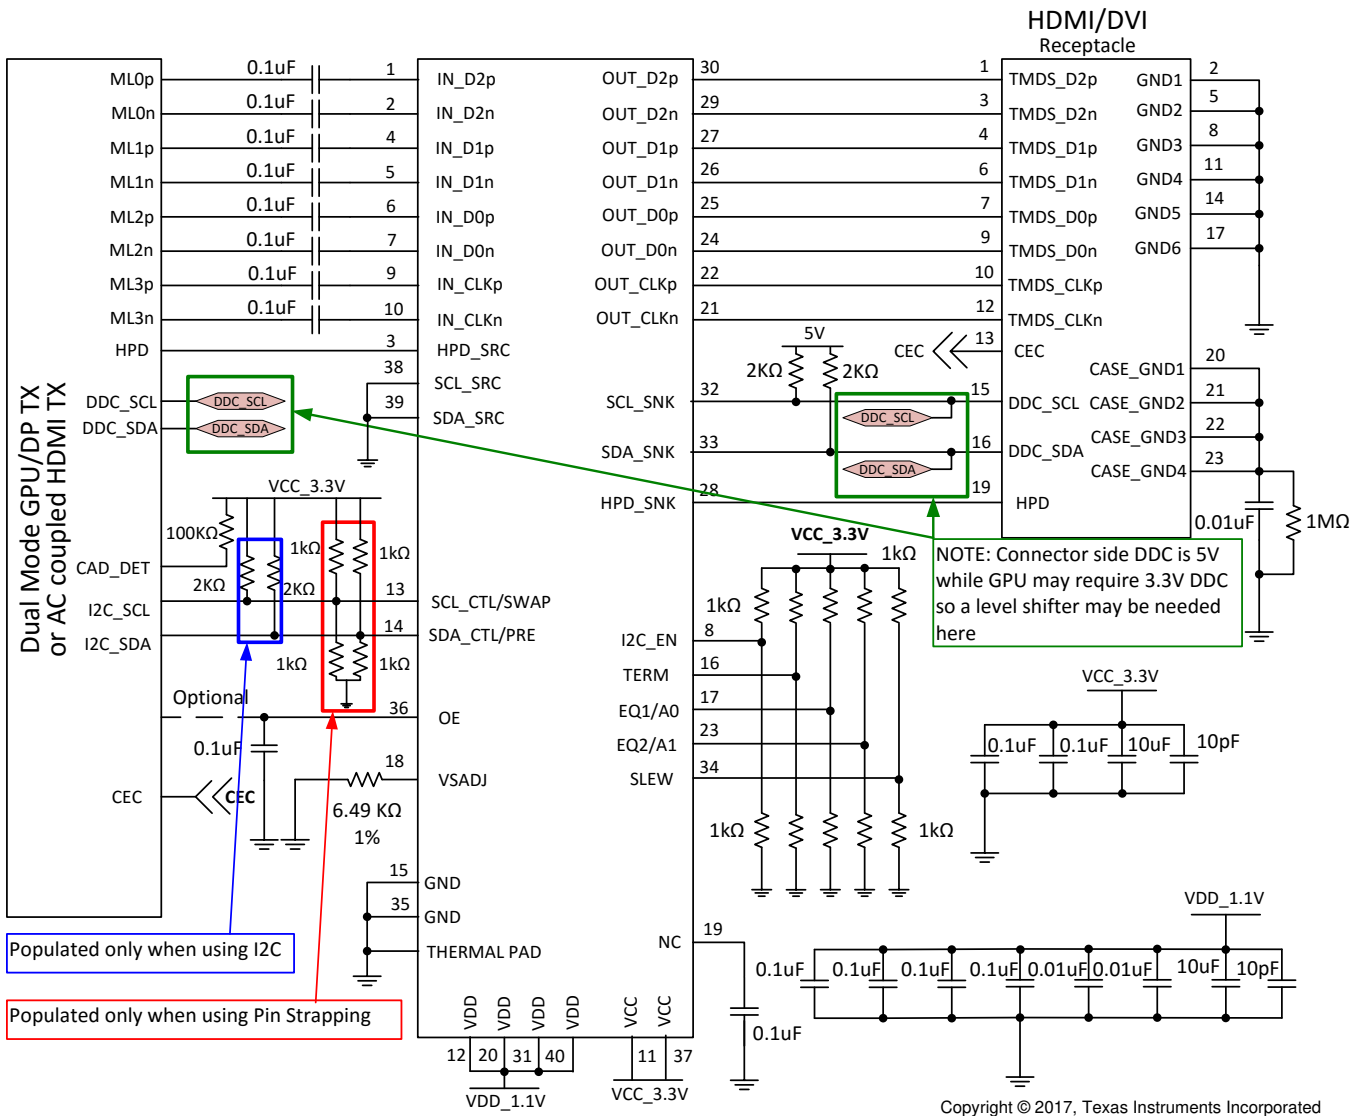 HDMI/DVI
Receptacle
Dual Mode GPU/DP TX
or AC coupled HDMI TX
ML0p 0.1uF 1 IN_D2p OUT_D2p 30 1 TMDS_D2p GND1 2
ML0n 0.1uF 2 IN_D2n OUT_D2n 29 3 TMDS_D2n GND2 5
ML1p 0.1uF 4 IN_D1p OUT_D1p 27 4 TMDS_D1p GND3 8
ML1n 0.1uF 5 IN_D1n OUT_D1n 26 6 TMDS_D1n GND4 11
ML2p 0.1uF 6 IN_D0p OUT_D0p 25 7 TMDS_D0p GND5 14
ML2n 0.1uF 7 IN_D0n OUT_D0n 24 9 TMDS_D0n GND6 17
ML3p 0.1uF 9 IN_CLKp OUT_CLKp 22 10 TMDS_CLKp
ML3n 0.1uF 10 IN_CLKn OUT_CLKn 21 12 TMDS_CLKn
HPD 3 HPD_SRC 5V CEC 13 CEC
38 SCL_SRC 2KΩ 2KΩ CASE_GND1 20
DDC_SCL DDC_SCL 39 SDA_SRC SCL_SNK 32 DDC_SCL 15 DDC_SCL CASE_GND2 21
DDC_SDA DDC_SDA CASE_GND3 22
SDA_SNK 33 DDC_SDA 16 DDC_SDA CASE_GND4 23
VCC_3.3V HPD_SNK 28 19 HPD 0.01uF 1MΩ
100KΩ 1kΩ 1kΩ VCC_3.3V 1kΩ
NOTE: Connector side DDC is 5V
while GPU may require 3.3V DDC
so a level shifter may be needed
here
CAD_DET 2KΩ 2KΩ 1kΩ
I2C_SCL 13 SCL_CTL/SWAP
I2C_SDA 14 SDA_CTL/PRE I2C_EN 8
1kΩ 1kΩ TERM 16
Optional 36 OE EQ1/A0 17 VCC_3.3V
0.1uF EQ2/A1 23 0.1uF 0.1uF 10uF 10pF
18 VSADJ SLEW 34
CEC CEC 6.49 KΩ
1% 1kΩ 1kΩ
15 GND
35 GND VDD_1.1V
Populated only when using I2C THERMAL PAD NC 19
0.1uF 0.1uF 0.1uF 0.1uF 0.01uF 0.01uF 10uF 10pF
Populated only when using Pin Strapping VDD VDD VDD VDD VCC VCC 0.1uF
12 20 31 40 11 37
VDD_1.1V VCC_3.3V
Copyright © 2017, Texas Instruments Incorporated